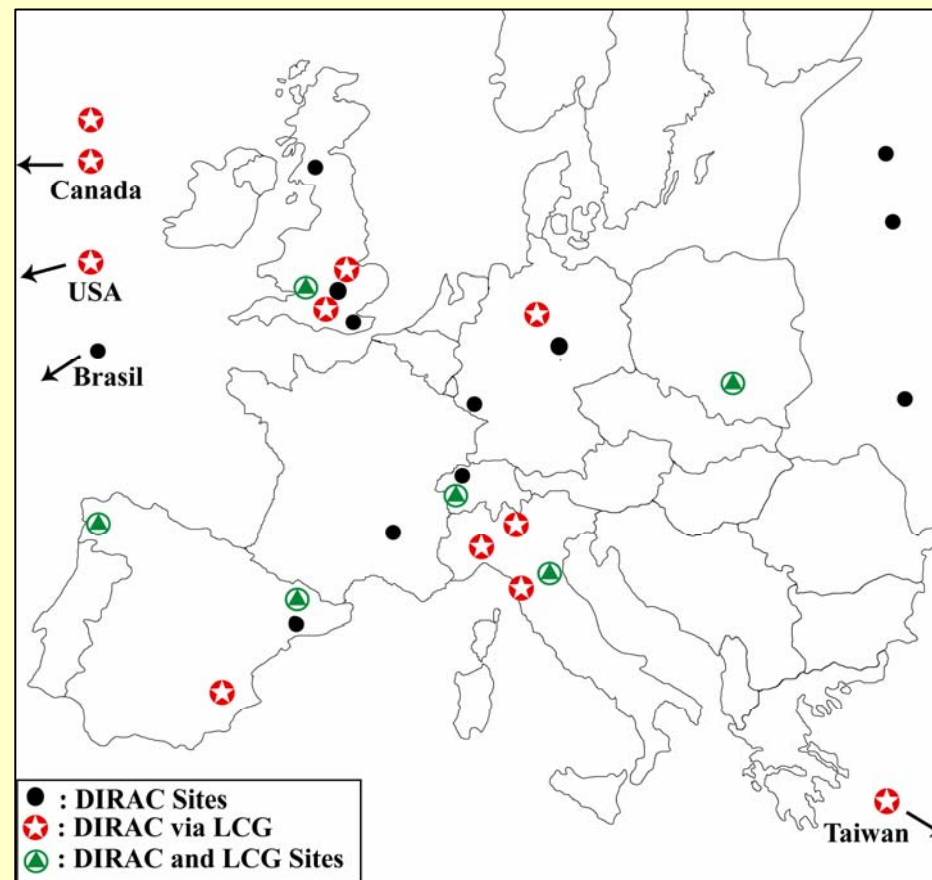 Canada
USA
Brasil
Taiwan
: DIRAC Sites
: DIRAC via LCG
: DIRAC and LCG Sites